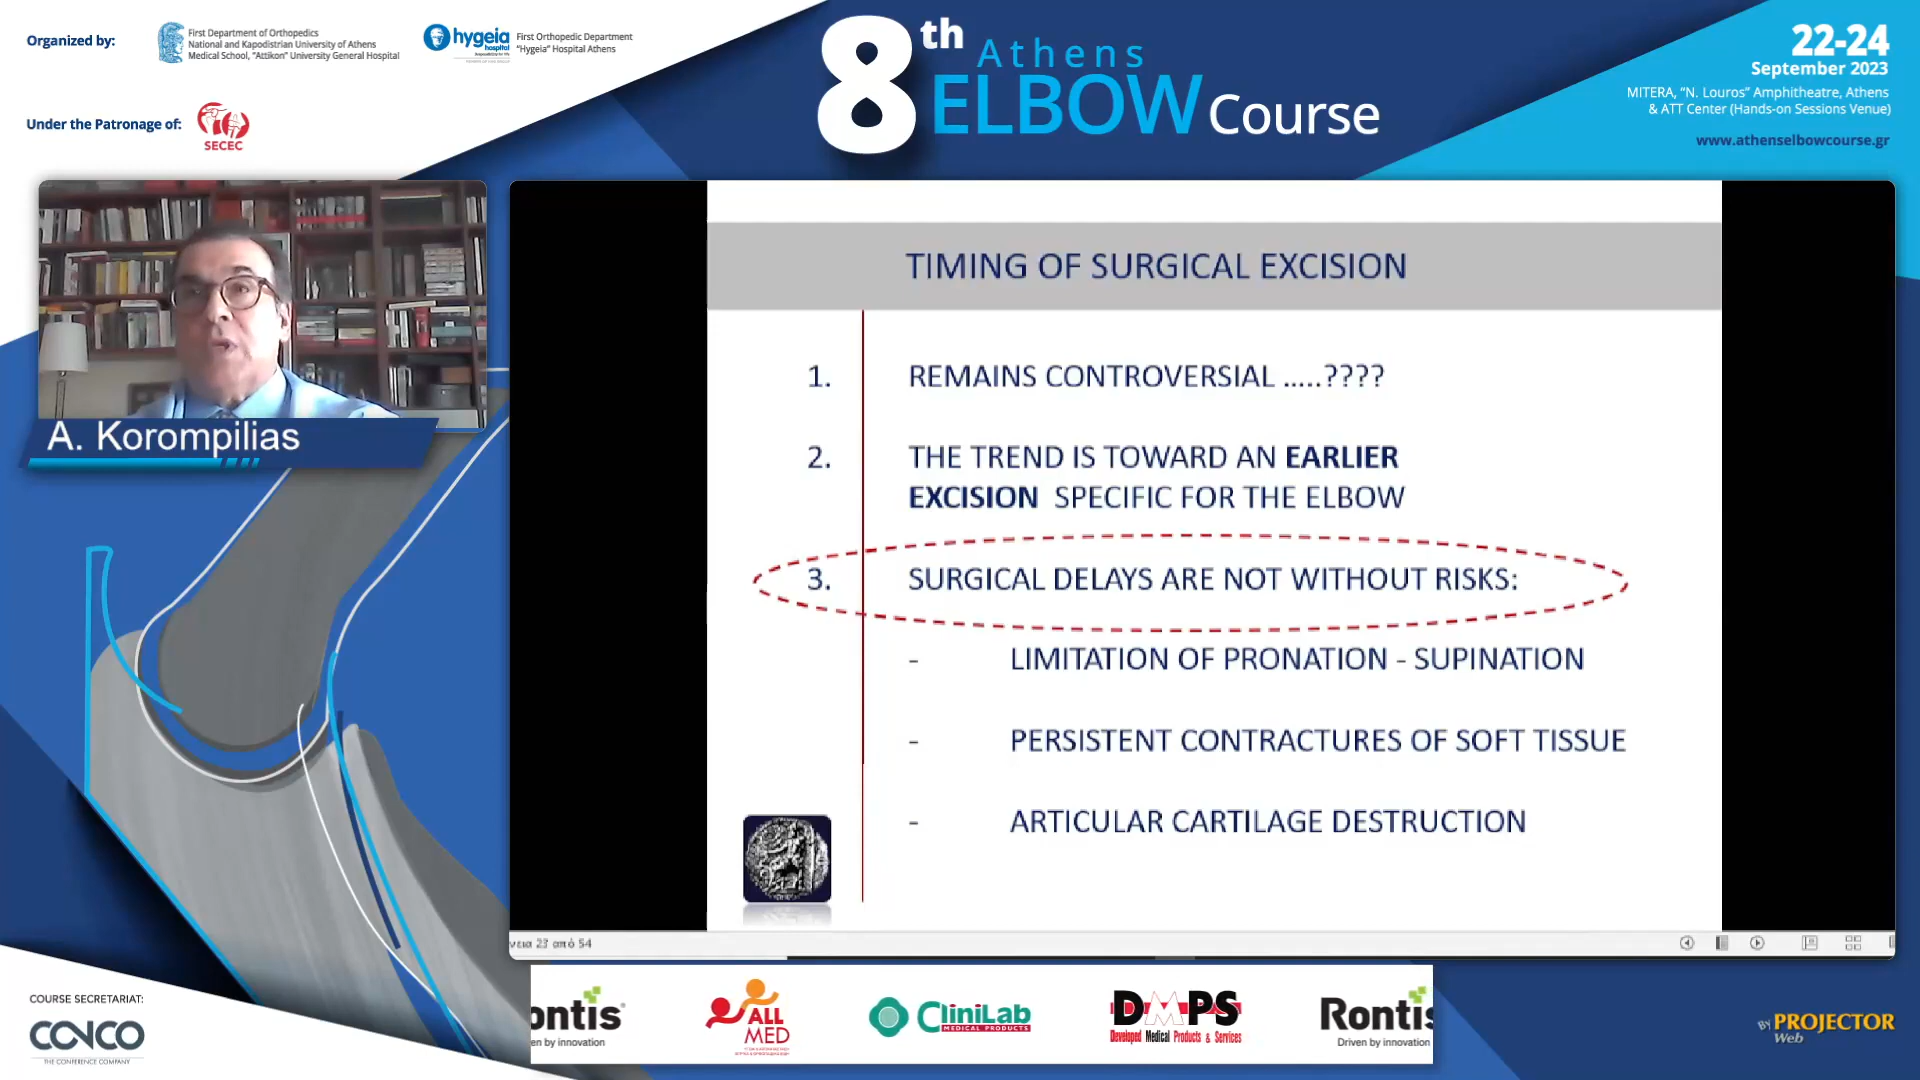 Organized by:
First Department of Orthopedics
National and Kapodistrian University of Athens
Medical School, "Attikon" University General Hospital
hygeia
hospital
First Orthopedic Department
"Hygeia" Hospital Athens
Under the Patronage of:
SECEC
8th Athens
ELBOW Course
22-24
September 2023
MITERA, "N. Louros" Amphitheatre, Athens
& ATT Center (Hands-on Sessions Venue)
www.athenselbowcourse.gr
A. Korompilias
TIMING OF SURGICAL EXCISION
1. REMAINS CONTROVERSIAL .....????
2. THE TREND IS TOWARD AN EARLIER
EXCISION SPECIFIC FOR THE ELBOW
3. SURGICAL DELAYS ARE NOT WITHOUT RISKS:
- LIMITATION OF PRONATION - SUPINATION
- PERSISTENT CONTRACTURES OF SOFT TISSUE
- ARTICULAR CARTILAGE DESTRUCTION
νεια 23 από 54
COURSE SECRETARIAT:
CONCO
THE CONFERENCE COMPANY
ontis
en by innovation
ALL
MED
CliniLab
MEDICAL PRODUCTS
DMPS
Developed Medical Products & Services
Rontis
Driven by innovation
By PROJECTOR
Web